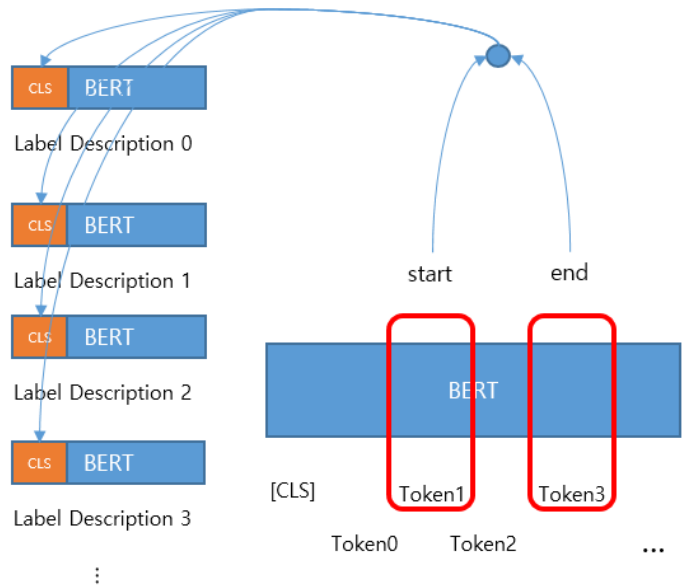 CLS BERT
Label Description 0
CLS BERT
Label Description 1
CLS BERT
Label Description 2
CLS BERT
Label Description 3
⋮
start end
BERT
[CLS] Token1 Token3
Token0 Token2 ...